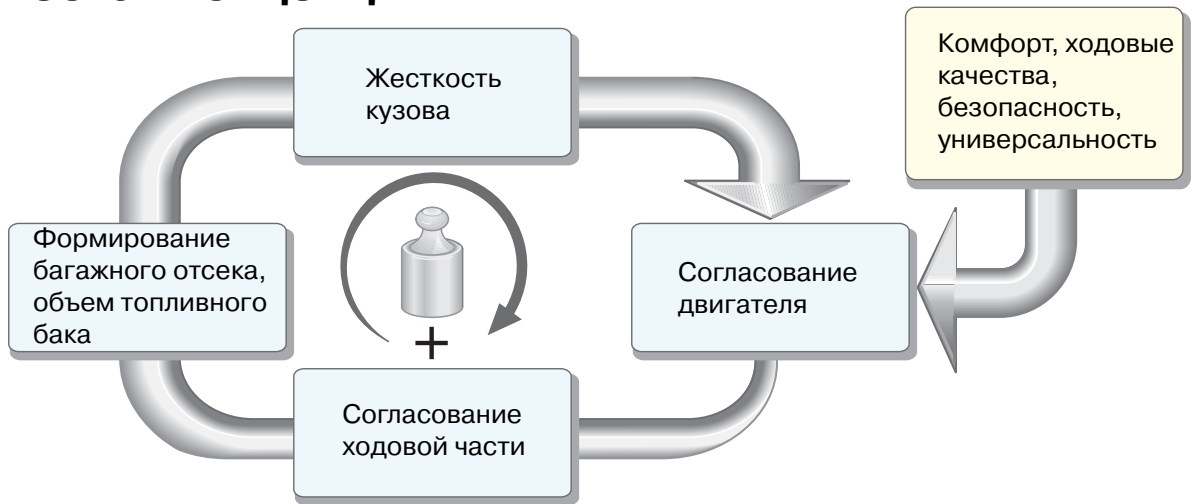 Жесткость
кузова
Комфорт, ходовые
качества,
безопасность,
универсальность
Формирование
багажного отсека,
объем топливного
бака
Согласование
двигателя
+
Согласование
ходовой части